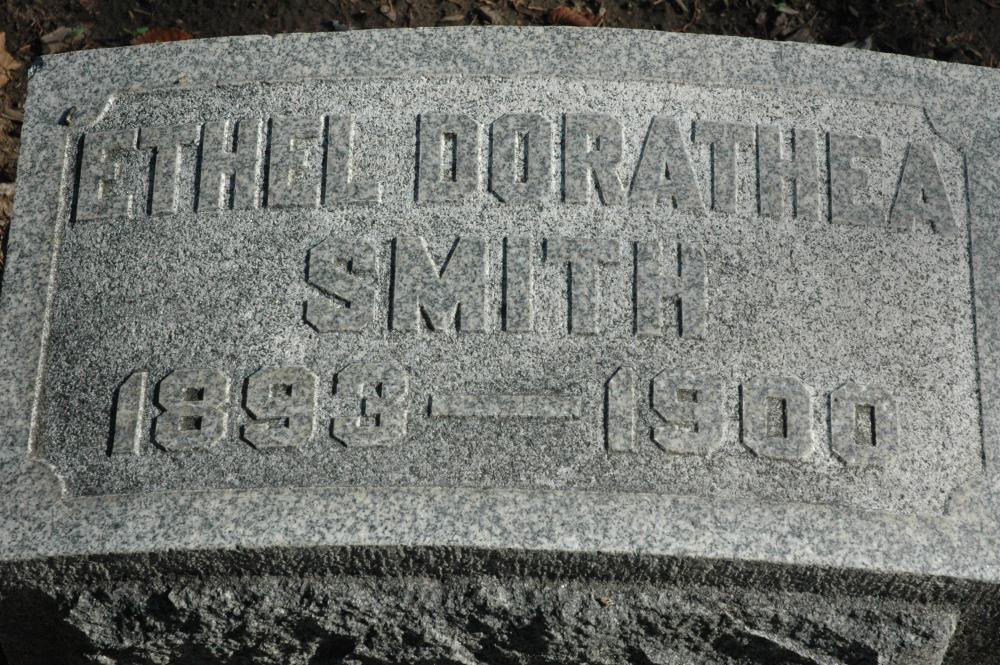 ETHEL DORATHEA
SMITH
1893—1900